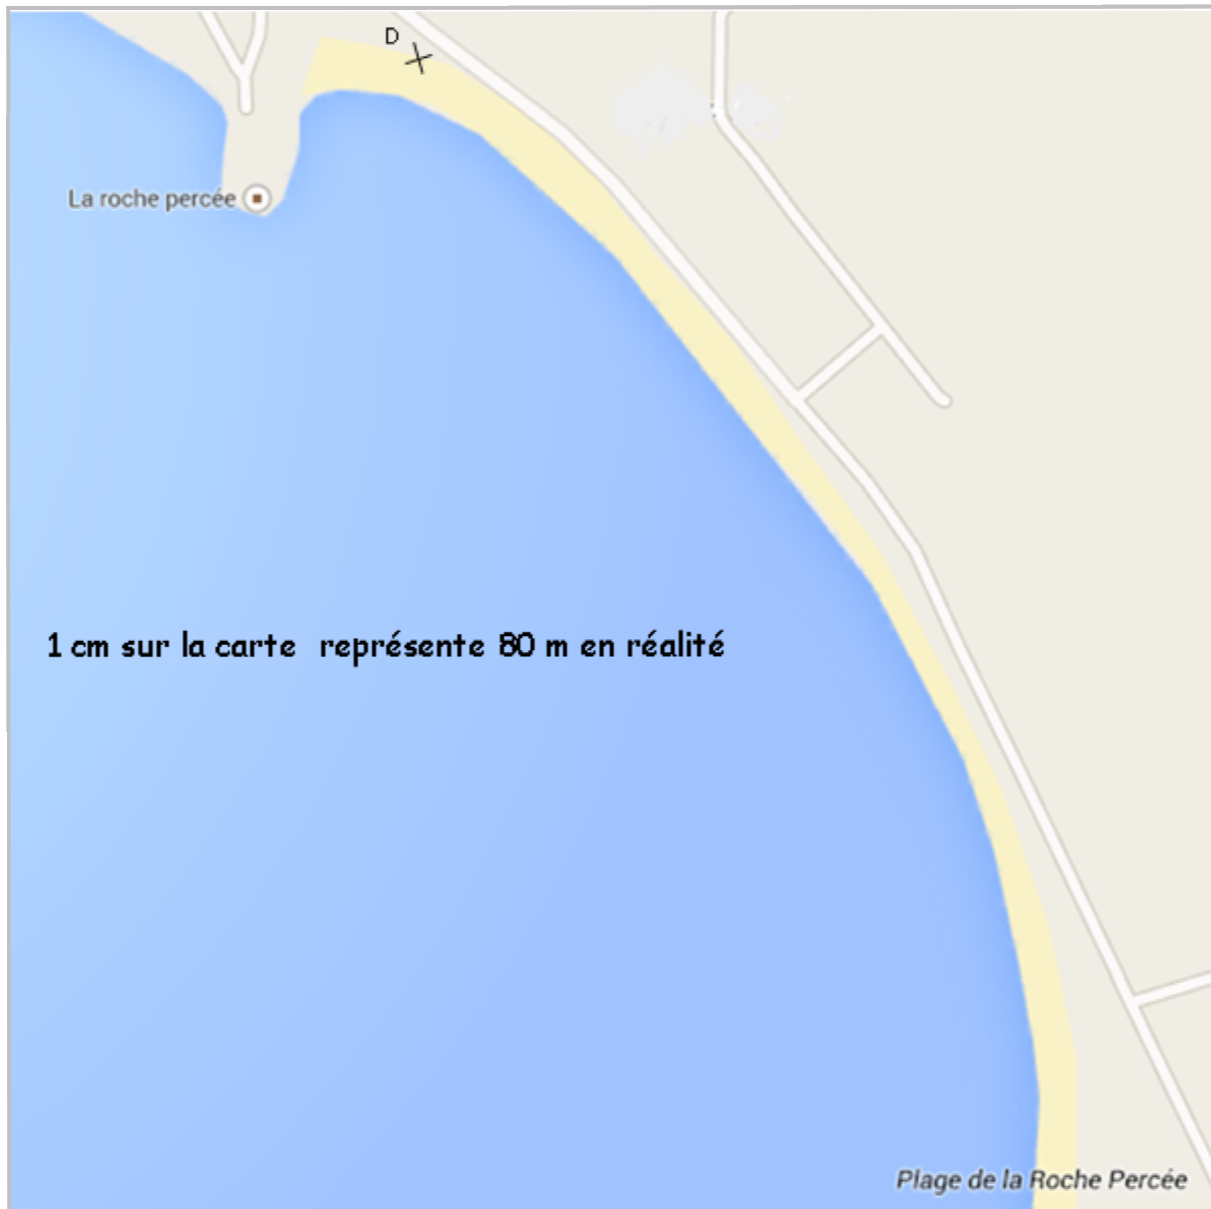 D
La roche percée
1 cm sur la carte représente 80 m en réalité
Plage de la Roche Percée